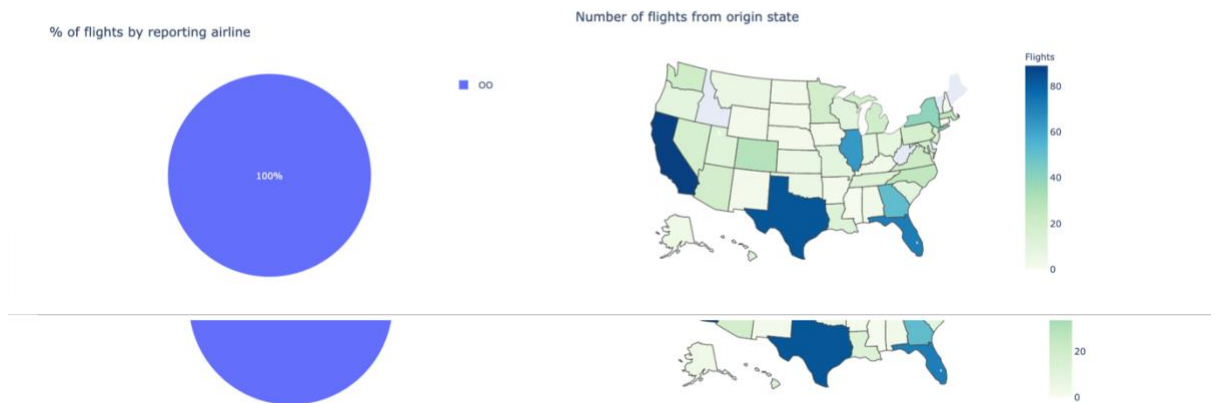 % of flights by reporting airline
OO
100%
Number of flights from origin state
Flights
80
60
40
20
0
20
0